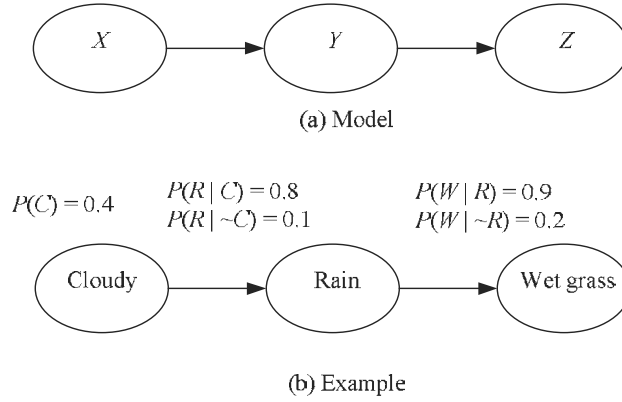 X Y Z
(a) Model
P(C) = 0.4
P(R | C) = 0.8
P(R | ~C) = 0.1
P(W | R) = 0.9
P(W | ~R) = 0.2
Cloudy Rain Wet grass
(b) Example